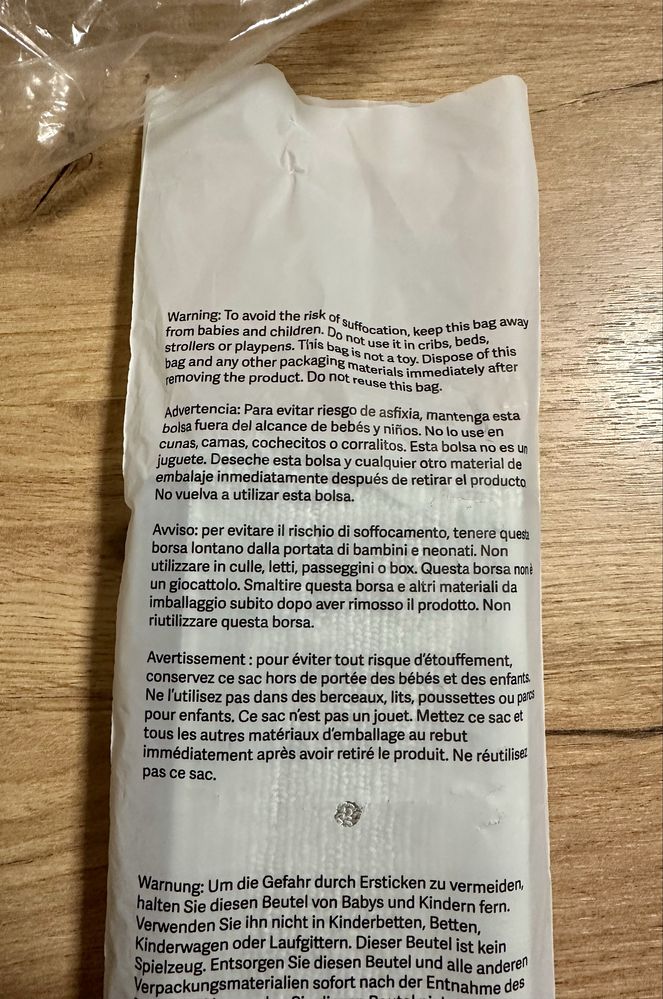 Warning: To avoid the risk of suffocation, keep this bag away
from babies and children. Do not use it in cribs, beds,
strollers or playpens. This bag is not a toy. Dispose of this
bag and any other packaging materials immediately after
removing the product. Do not reuse this bag.
Advertencia: Para evitar riesgo de asfixia, mantenga esta
bolsa fuera del alcance de bebés y niños. No lo use en
cunas, camas, cochecitos o corralitos. Esta bolsa no es un
juguete. Deseche esta bolsa y cualquier otro material de
embalaje inmediatamente después de retirar el producto
No vuelva a utilizar esta bolsa.
Avviso: per evitare il rischio di soffocamento, tenere questa
borsa lontano dalla portata di bambini e neonati. Non
utilizzare in culle, letti, passeggini o box. Questa borsa non è
un giocattolo. Smaltire questa borsa e altri materiali da
imballaggio subito dopo aver rimosso il prodotto. Non
riutilizzare questa borsa.
Avertissement : pour éviter tout risque d'étouffement,
conservez ce sac hors de portée des bébés et des enfants.
Ne l'utilisez pas dans des berceaux, lits, poussettes ou parcs
pour enfants. Ce sac n'est pas un jouet. Mettez ce sac et
tous les autres matériaux d'emballage au rebut
immédiatement après avoir retiré le produit. Ne réutilisez
pas ce sac.
Warnung: Um die Gefahr durch Ersticken zu vermeiden,
halten Sie diesen Beutel von Babys und Kindern fern.
Verwenden Sie ihn nicht in Kinderbetten, Betten,
Kinderwagen oder Laufgittern. Dieser Beutel ist kein
Spielzeug. Entsorgen Sie diesen Beutel und alle anderen
Verpackungsmaterialien sofort nach der Entnahme des